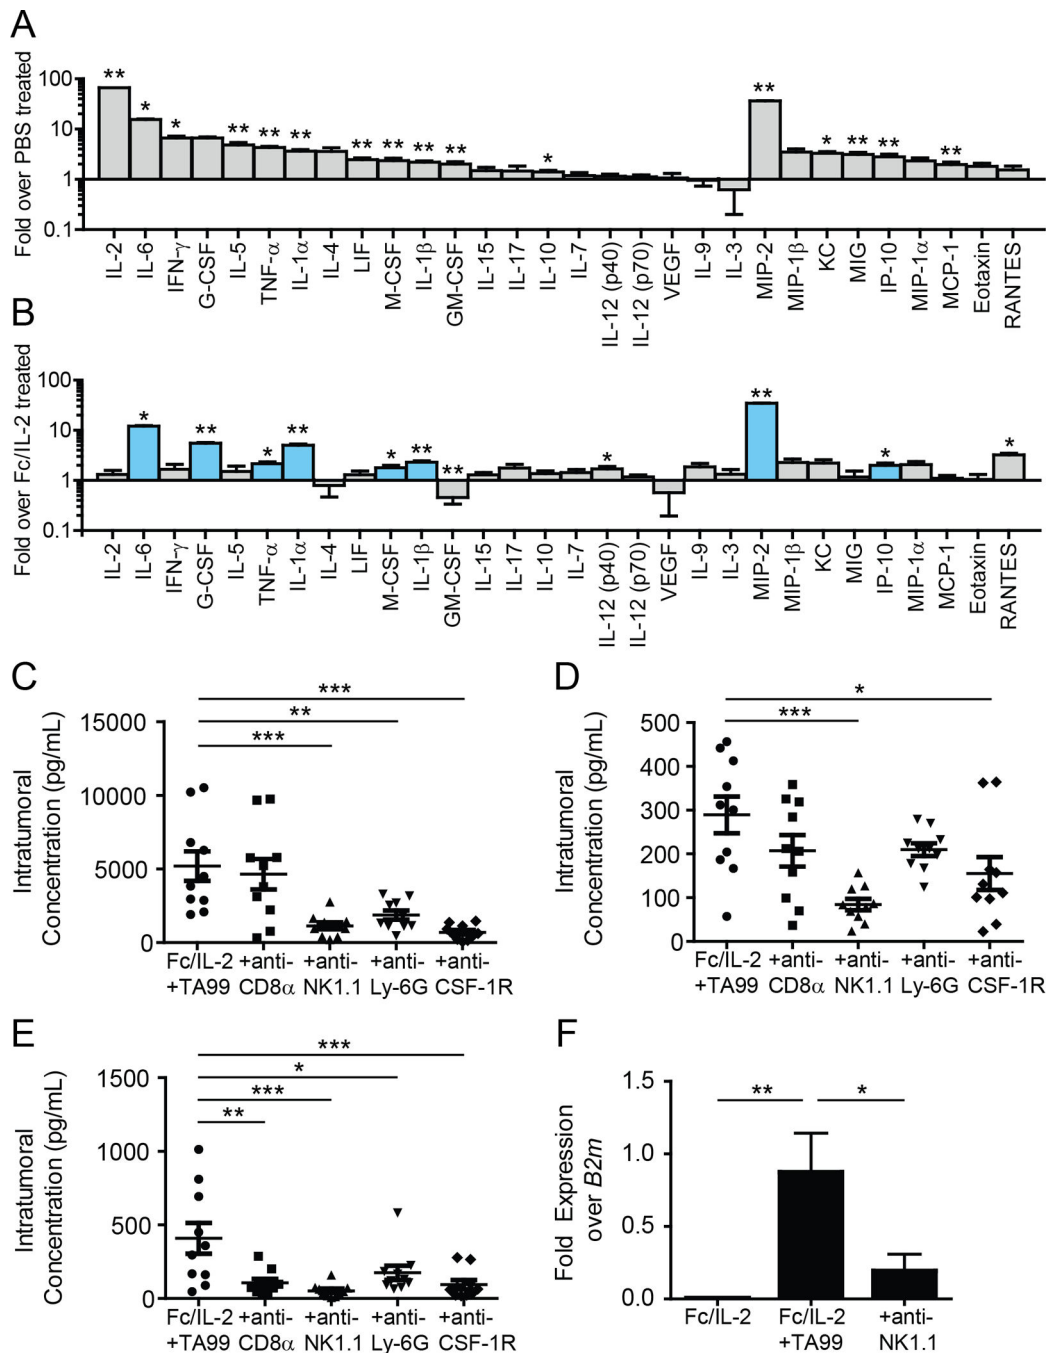 A
Fold over PBS treated
100
10
1
0.1
** * * ** ** ** ** ** ** ** * ** * ** ** **
IL-2 IL-6 IFN-γ G-CSF IL-5 TNF-α IL-1α IL-4 LIF M-CSF IL-1β GM-CSF IL-15 IL-17 IL-10 IL-7 IL-12 (p40) IL-12 (p70) VEGF IL-9 IL-3 MIP-2 MIP-1β KC MIG IP-10 MIP-1α MCP-1 Eotaxin RANTES
B
Fold over Fc/IL-2 treated
100
10
1
0.1
* ** * ** * ** ** * ** * *
IL-2 IL-6 IFN-γ G-CSF IL-5 TNF-α IL-1α IL-4 LIF M-CSF IL-1β GM-CSF IL-15 IL-17 IL-10 IL-7 IL-12 (p40) IL-12 (p70) VEGF IL-9 IL-3 MIP-2 MIP-1β KC MIG IP-10 MIP-1α MCP-1 Eotaxin RANTES
C
Intratumoral
Concentration (pg/mL)
15000
10000
5000
0
***
**
***
Fc/IL-2 +anti- +anti- +anti- +anti-
+TA99 CD8α NK1.1 Ly-6G CSF-1R
D
Intratumoral
Concentration (pg/mL)
500
400
300
200
100
0
*
***
Fc/IL-2 +anti- +anti- +anti- +anti-
+TA99 CD8α NK1.1 Ly-6G CSF-1R
E
Intratumoral
Concentration (pg/mL)
1500
1000
500
0
***
*
***
**
Fc/IL-2 +anti- +anti- +anti- +anti-
+TA99 CD8α NK1.1 Ly-6G CSF-1R
F
Fold Expression
over B2m
1.5
1.0
0.5
0.0
** *
Fc/IL-2 Fc/IL-2 +anti-
+TA99 NK1.1